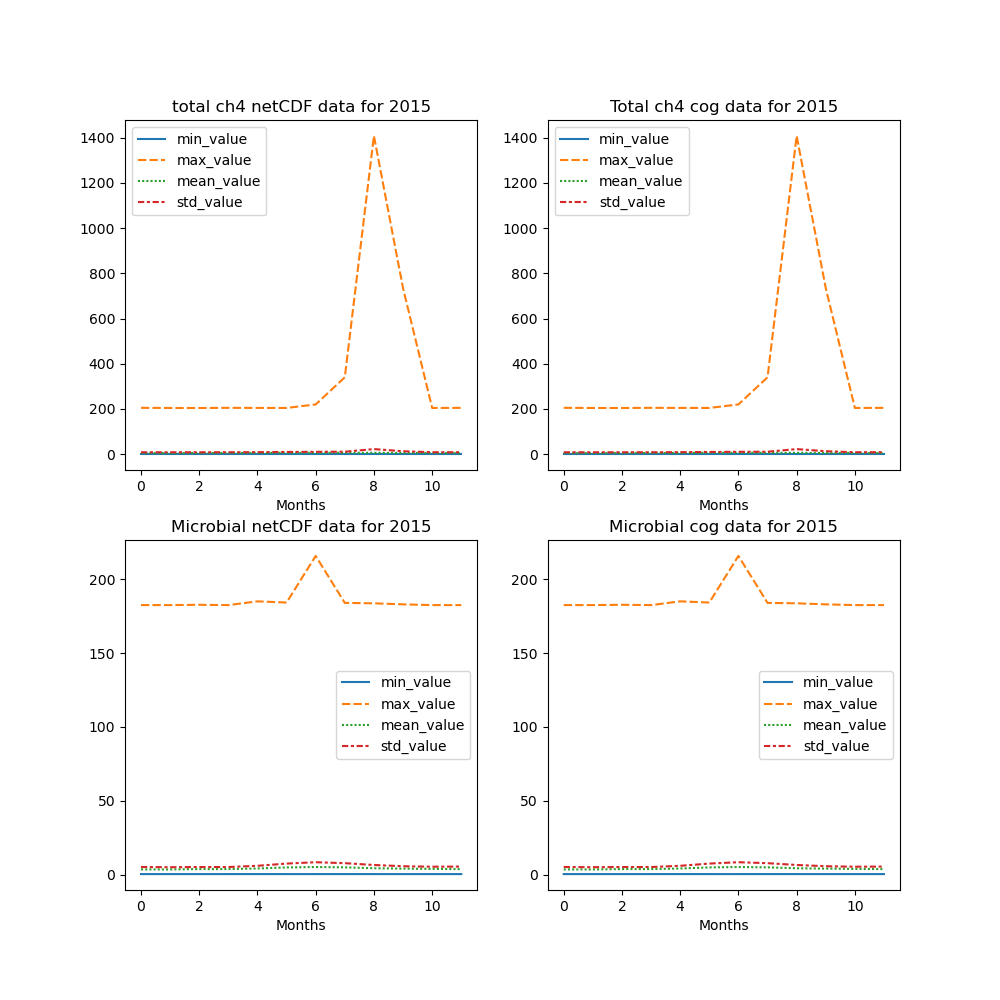 total ch4 netCDF data for 2015
1400
1200
1000
800
600
400
200
0
min_value
max_value
mean_value
std_value
0 2 4 6 8 10
Months
Total ch4 cog data for 2015
1400
1200
1000
800
600
400
200
0
min_value
max_value
mean_value
std_value
0 2 4 6 8 10
Months
Microbial netCDF data for 2015
200
150
100
50
0
min_value
max_value
mean_value
std_value
0 2 4 6 8 10
Months
Microbial cog data for 2015
200
150
100
50
0
min_value
max_value
mean_value
std_value
0 2 4 6 8 10
Months